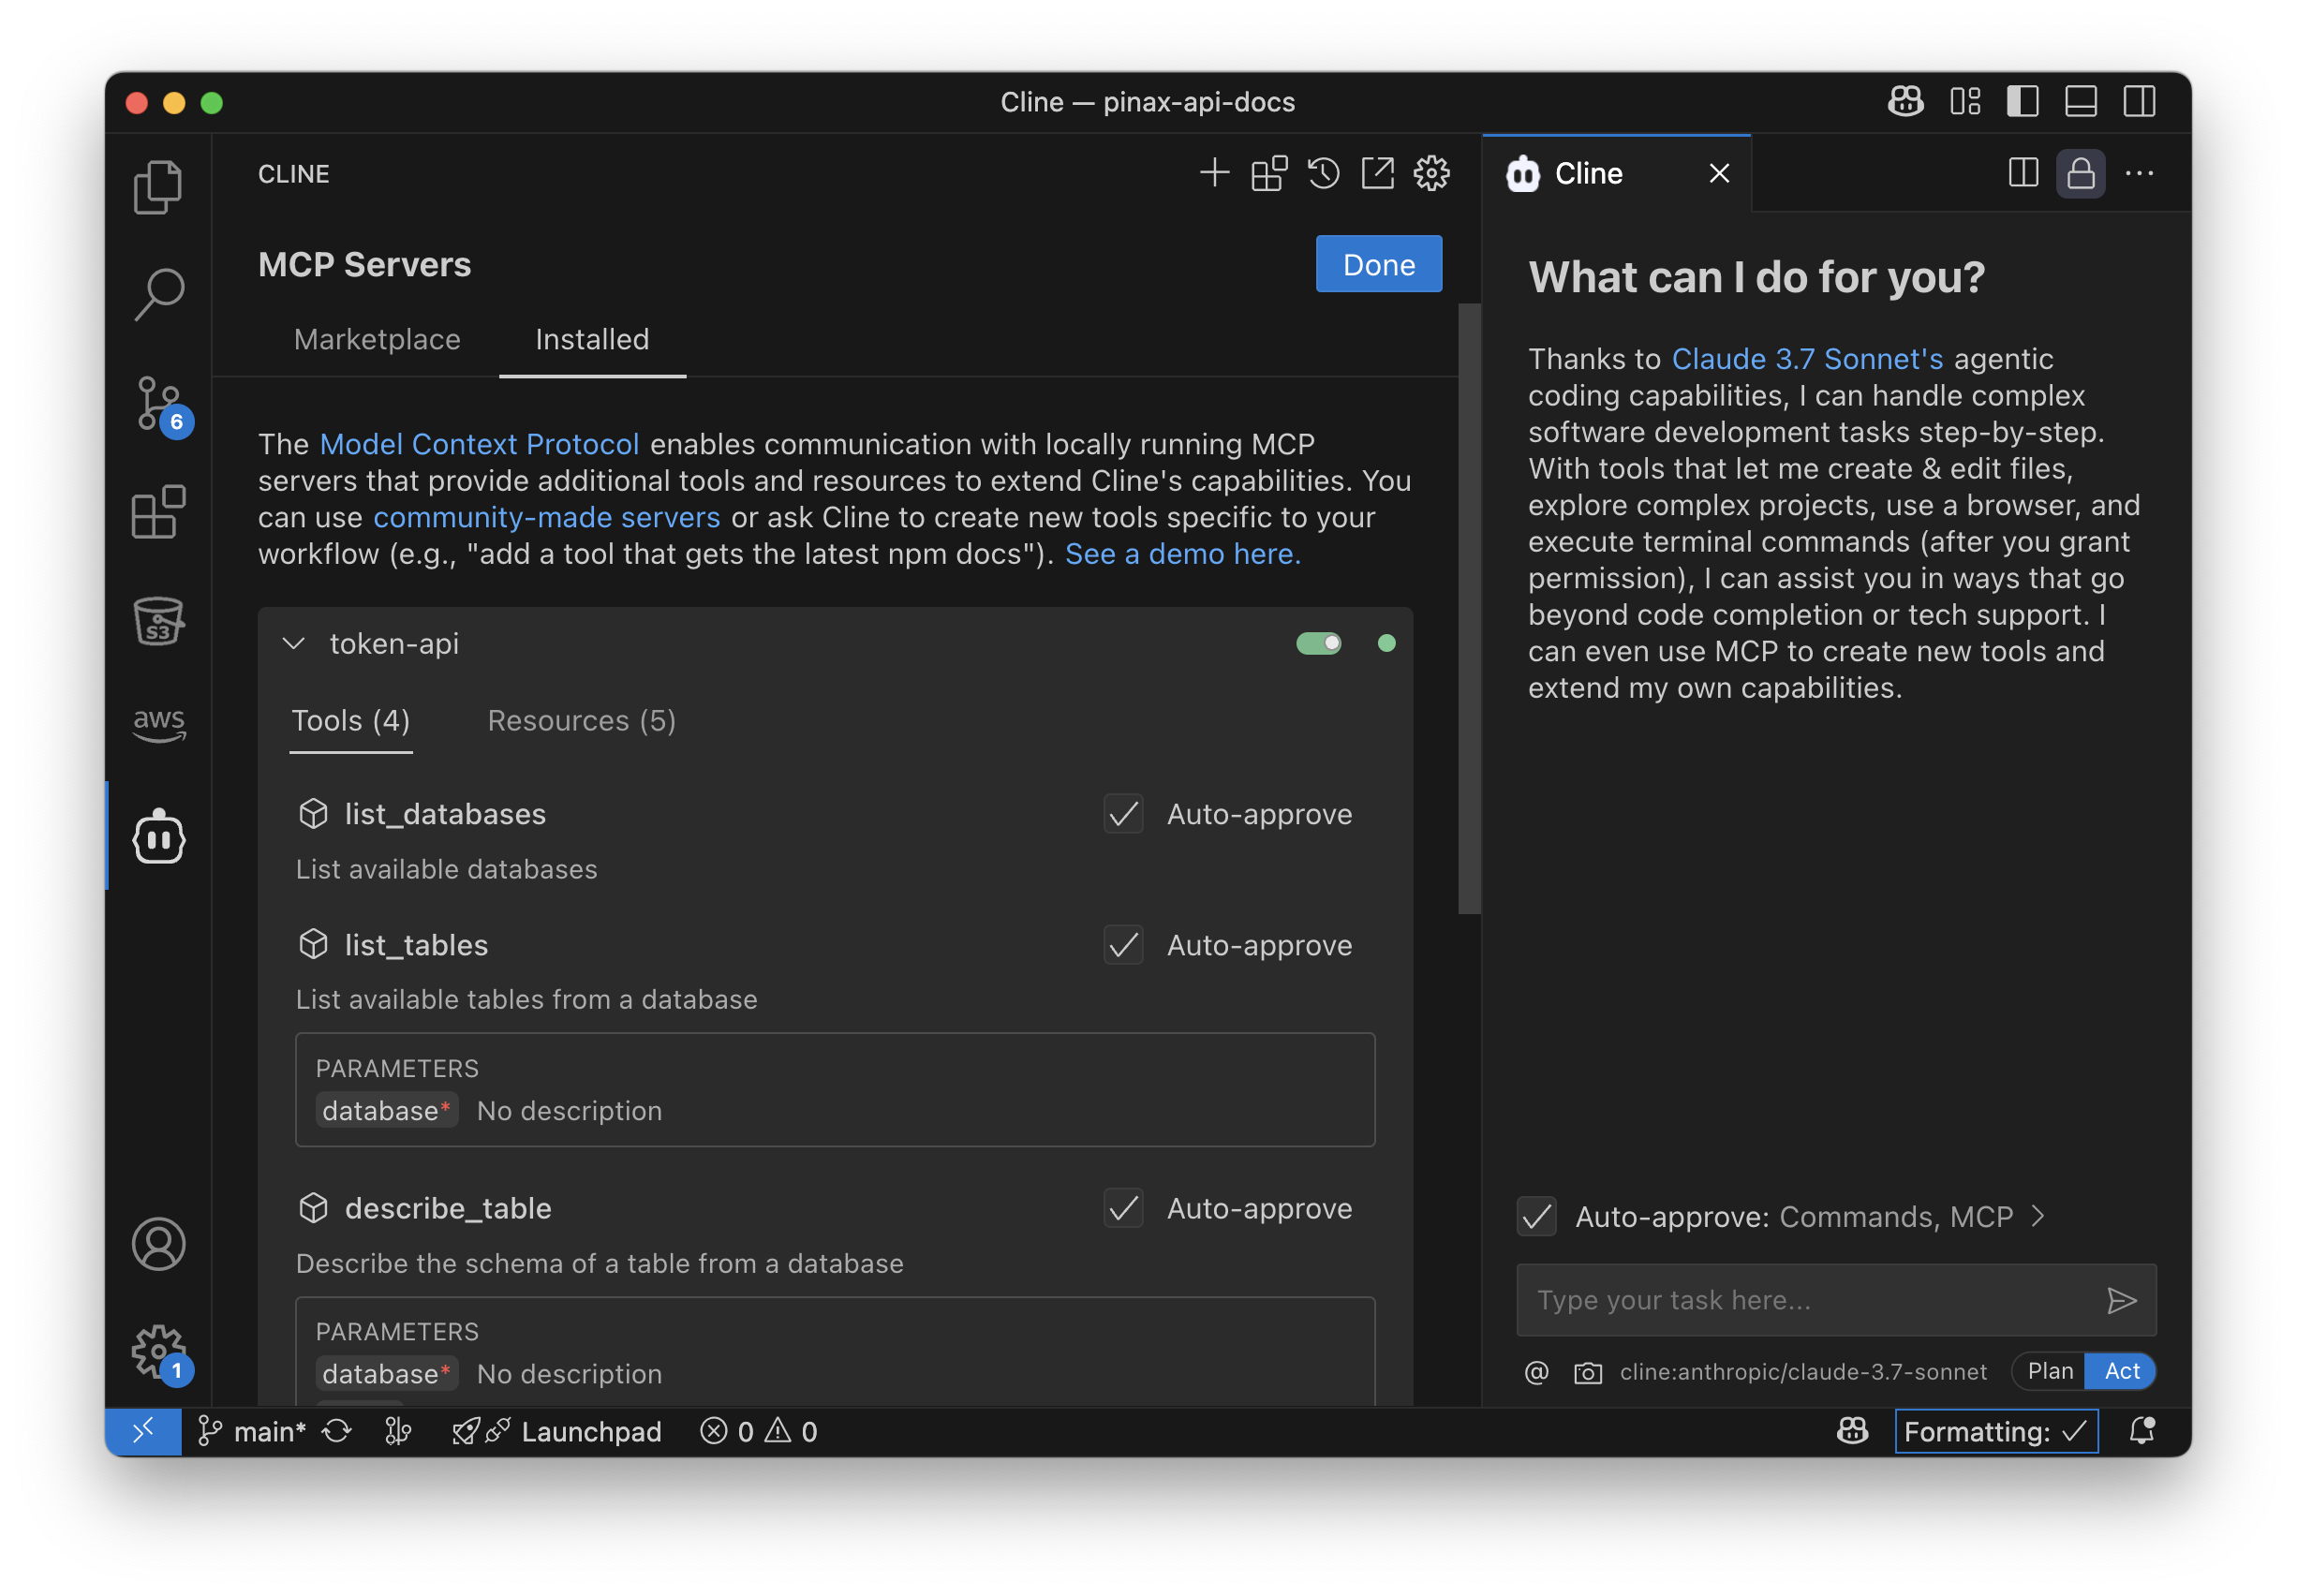 Cline — pinax-api-docs
CLINE
MCP Servers
Done
Marketplace
Installed
The Model Context Protocol enables communication with locally running MCP
servers that provide additional tools and resources to extend Cline's capabilities. You
can use community-made servers or ask Cline to create new tools specific to your
workflow (e.g., "add a tool that gets the latest npm docs"). See a demo here.
token-api
Tools (4)
Resources (5)
list_databases
Auto-approve
List available databases
list_tables
Auto-approve
List available tables from a database
PARAMETERS
database* No description
describe_table
Auto-approve
Describe the schema of a table from a database
PARAMETERS
database* No description
6
S3
aws
1
Cline
What can I do for you?
Thanks to Claude 3.7 Sonnet's agentic
coding capabilities, I can handle complex
software development tasks step-by-step.
With tools that let me create & edit files,
explore complex projects, use a browser, and
execute terminal commands (after you grant
permission), I can assist you in ways that go
beyond code completion or tech support. I
can even use MCP to create new tools and
extend my own capabilities.
Auto-approve: Commands, MCP
Type your task here...
@ cline:anthropic/claude-3.7-sonnet
Plan Act
main*
Launchpad
0 0
Formatting: